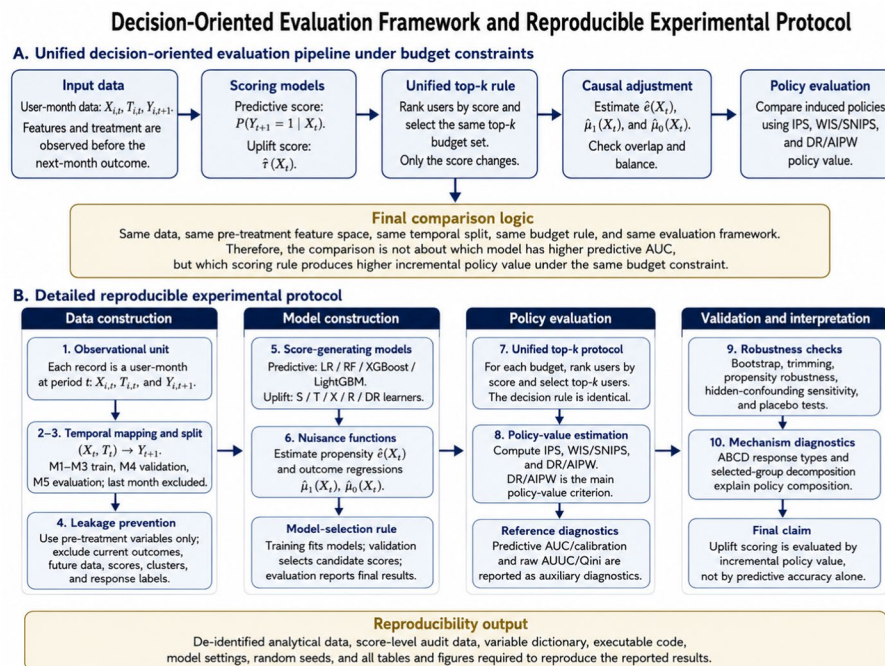 Decision-Oriented Evaluation Framework and Reproducible Experimental Protocol
A. Unified decision-oriented evaluation pipeline under budget constraints
Input data
User-month data: X_{i,t}, T_{i,t}, Y_{i,t+1}.
Features and treatment are
observed before the
next-month outcome.
Scoring models
Predictive score:
P(Y_{t+1} = 1 | X_t).
Uplift score:
τ̂(X_t).
Unified top-k rule
Rank users by score and
select the same top-k
budget set.
Only the score changes.
Causal adjustment
Estimate ê(X_t),
μ̂₁(X_t), and μ̂₀(X_t).
Check overlap and
balance.
Policy evaluation
Compare induced policies
using IPS, WIS/SNIPS,
and DR/AIPW
policy value.
Final comparison logic
Same data, same pre-treatment feature space, same temporal split, same budget rule, and same evaluation framework.
Therefore, the comparison is not about which model has higher predictive AUC,
but which scoring rule produces higher incremental policy value under the same budget constraint.
B. Detailed reproducible experimental protocol
Data construction
1. Observational unit
Each record is a user-month
at period t: X_{i,t}, T_{i,t}, and Y_{i,t+1}.
2–3. Temporal mapping and split
(X_t, T_t) → Y_{t+1}.
M1–M3 train, M4 validation,
M5 evaluation; last month excluded.
4. Leakage prevention
Use pre-treatment variables only;
exclude current outcomes,
future data, scores, clusters,
and response labels.
Model construction
5. Score-generating models
Predictive: LR / RF / XGBoost /
LightGBM.
Uplift: S / T / X / R / DR learners.
6. Nuisance functions
Estimate propensity ê(X_t)
and outcome regressions
μ̂₁(X_t), μ̂₀(X_t).
Model-selection rule
Training fits models; validation
selects candidate scores;
evaluation reports final results.
Policy evaluation
7. Unified top-k protocol
For each budget, rank users by
score and select top-k users.
The decision rule is identical.
8. Policy-value estimation
Compute IPS, WIS/SNIPS,
and DR/AIPW.
DR/AIPW is the main
policy-value criterion.
Reference diagnostics
Predictive AUC/calibration
and raw AUUC/Qini are
reported as auxiliary diagnostics.
Validation and interpretation
9. Robustness checks
Bootstrap, trimming,
propensity robustness,
hidden-confounding sensitivity,
and placebo tests.
10. Mechanism diagnostics
ABCD response types and
selected-group decomposition
explain policy composition.
Final claim
Uplift scoring is evaluated by
incremental policy value,
not by predictive accuracy alone.
Reproducibility output
De-identified analytical data, score-level audit data, variable dictionary, executable code,
model settings, random seeds, and all tables and figures required to reproduce the reported results.